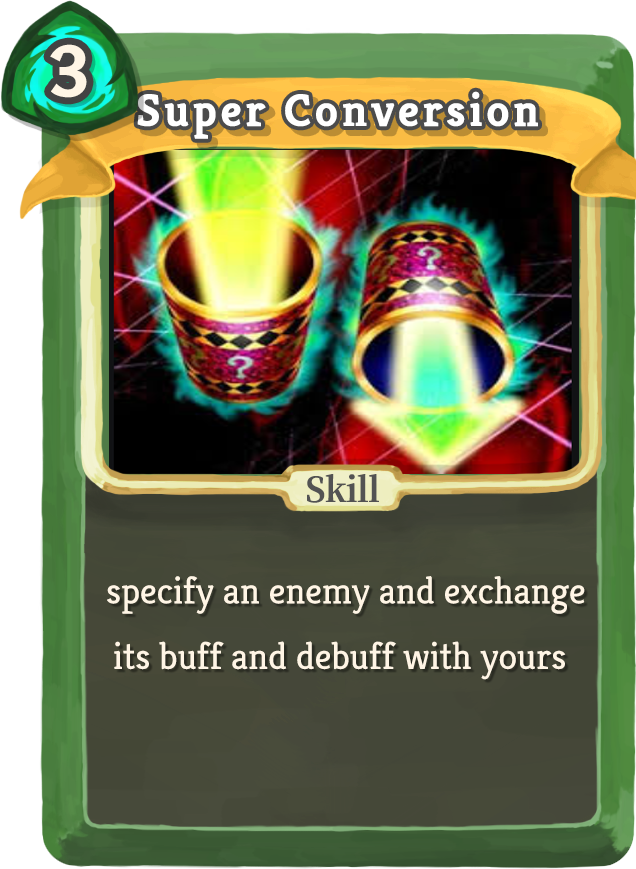 3
Super Conversion
?
?
Skill
specify an enemy and exchange
its buff and debuff with yours